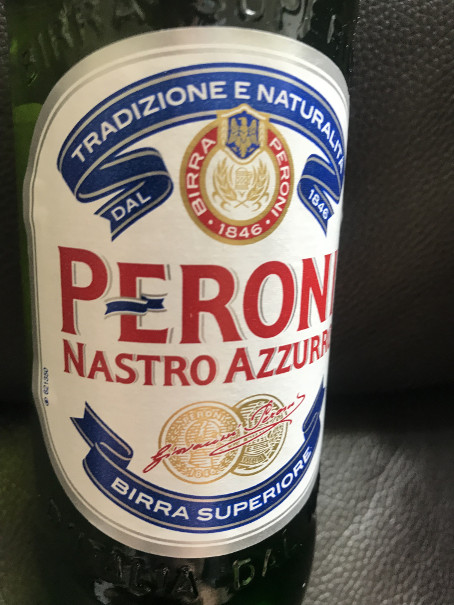 TRADIZIONE E NATURALITÀ
DAL 1846
BIRRA PERONI
1846
PERONI
NASTRO AZZURRO
BIRRA SUPERIORE